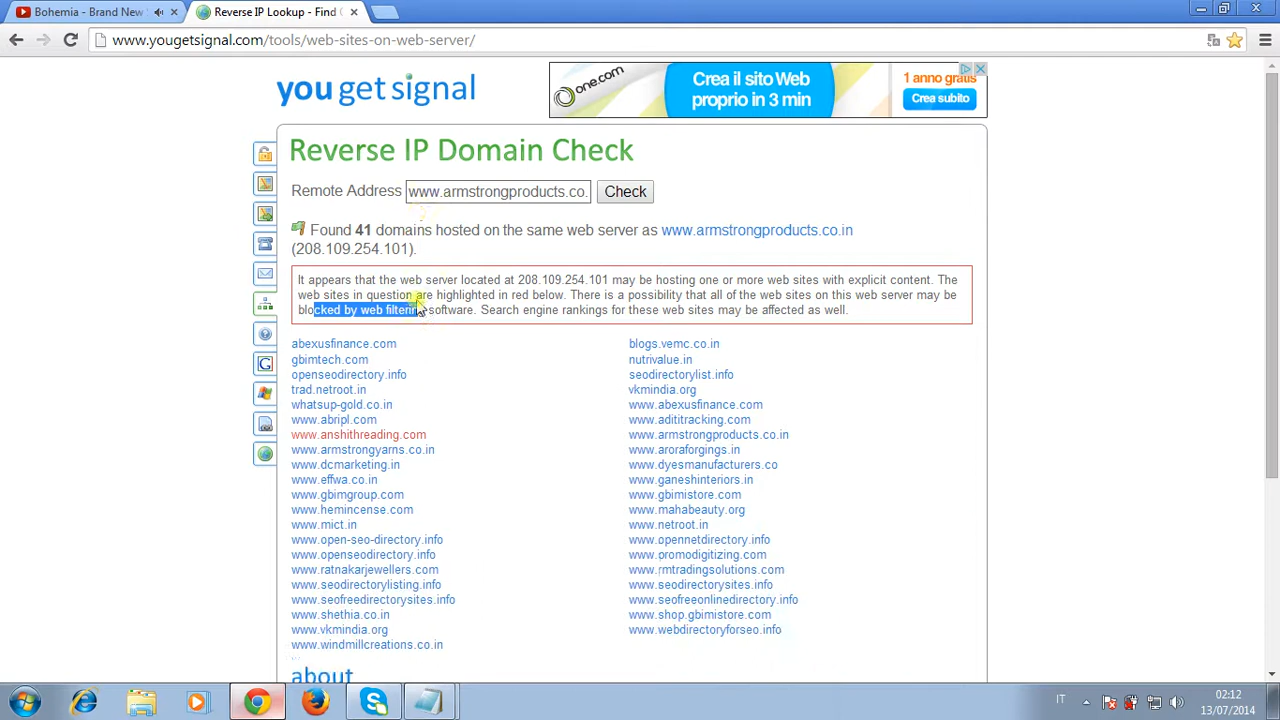 Bohemia - Brand New
Reverse IP Lookup - Find
www.yougetsignal.com/tools/web-sites-on-web-server/
you get signal
one.com
Crea il sito Web
proprio in 3 min
1 anno gratis
Crea subito
Reverse IP Domain Check
Remote Address www.armstrongproducts.co. Check
Found 41 domains hosted on the same web server as www.armstrongproducts.co.in
(208.109.254.101).
It appears that the web server located at 208.109.254.101 may be hosting one or more web sites with explicit content. The
web sites in question are highlighted in red below. There is a possibility that all of the web sites on this web server may be
blocked by web filtering software. Search engine rankings for these web sites may be affected as well.
abexusfinance.com blogs.vemc.co.in
gbimtech.com nutrivalue.in
openseodirectory.info seodirectorylist.info
trad.netroot.in vkmindia.org
whatsup-gold.co.in www.abexusfinance.com
www.abripl.com www.adititracking.com
www.anshithreading.com www.armstrongproducts.co.in
www.armstrongyarns.co.in www.aroraforgings.in
www.dcmarketing.in www.dyesmanufacturers.co
www.effwa.co.in www.ganeshinteriors.in
www.gbimgroup.com www.gbimistore.com
www.hemincense.com www.mahabeauty.org
www.mict.in www.netroot.in
www.open-seo-directory.info www.opennetdirectory.info
www.openseodirectory.info www.promodigitizing.com
www.ratnakarjewellers.com www.rmtradingsolutions.com
www.seodirectorylisting.info www.seodirectorysites.info
www.seofreedirectorysites.info www.seofreeonlinedirectory.info
www.shethia.co.in www.shop.gbimistore.com
www.vkmindia.org www.webdirectoryforseo.info
www.windmillcreations.co.in
...
about
IT
02:12
13/07/2014